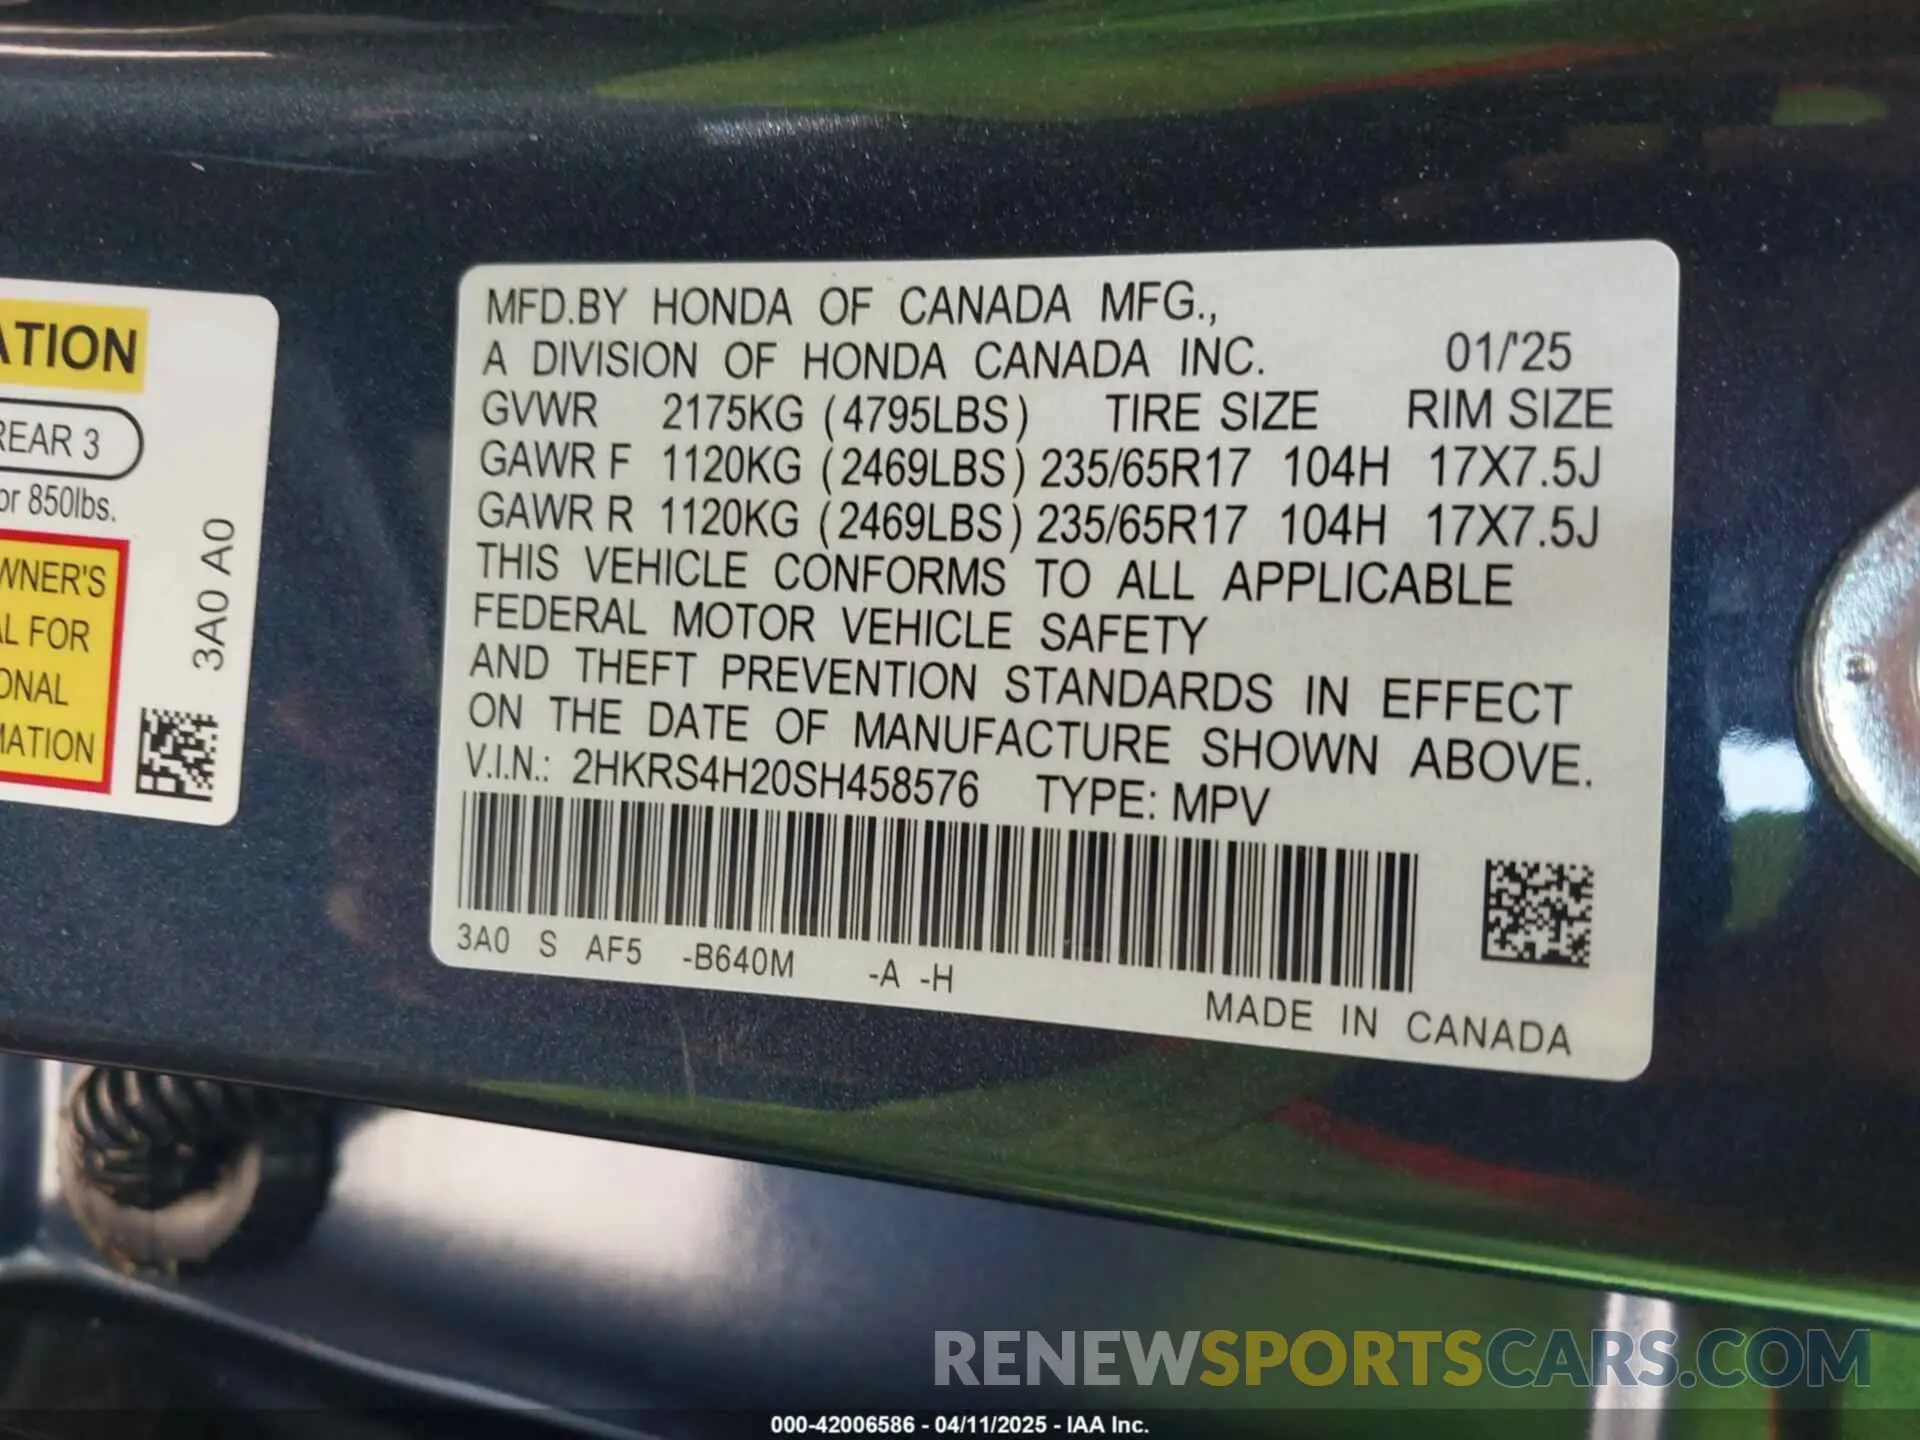 ATION
REAR 3
or 850lbs.
WNER'S
AL FOR
ONAL
MATION
3A0 A0
MFD.BY HONDA OF CANADA MFG.,
A DIVISION OF HONDA CANADA INC. 01/'25
GVWR 2175KG (4795LBS) TIRE SIZE RIM SIZE
GAWR F 1120KG (2469LBS) 235/65R17 104H 17X7.5J
GAWR R 1120KG (2469LBS) 235/65R17 104H 17X7.5J
THIS VEHICLE CONFORMS TO ALL APPLICABLE
FEDERAL MOTOR VEHICLE SAFETY
AND THEFT PREVENTION STANDARDS IN EFFECT
ON THE DATE OF MANUFACTURE SHOWN ABOVE.
V.I.N.: 2HKRS4H20SH458576 TYPE: MPV
3A0 S AF5 -B640M -A -H
MADE IN CANADA
RENEWSPORTSCARS.COM
000-42006586 - 04/11/2025 - IAA Inc.